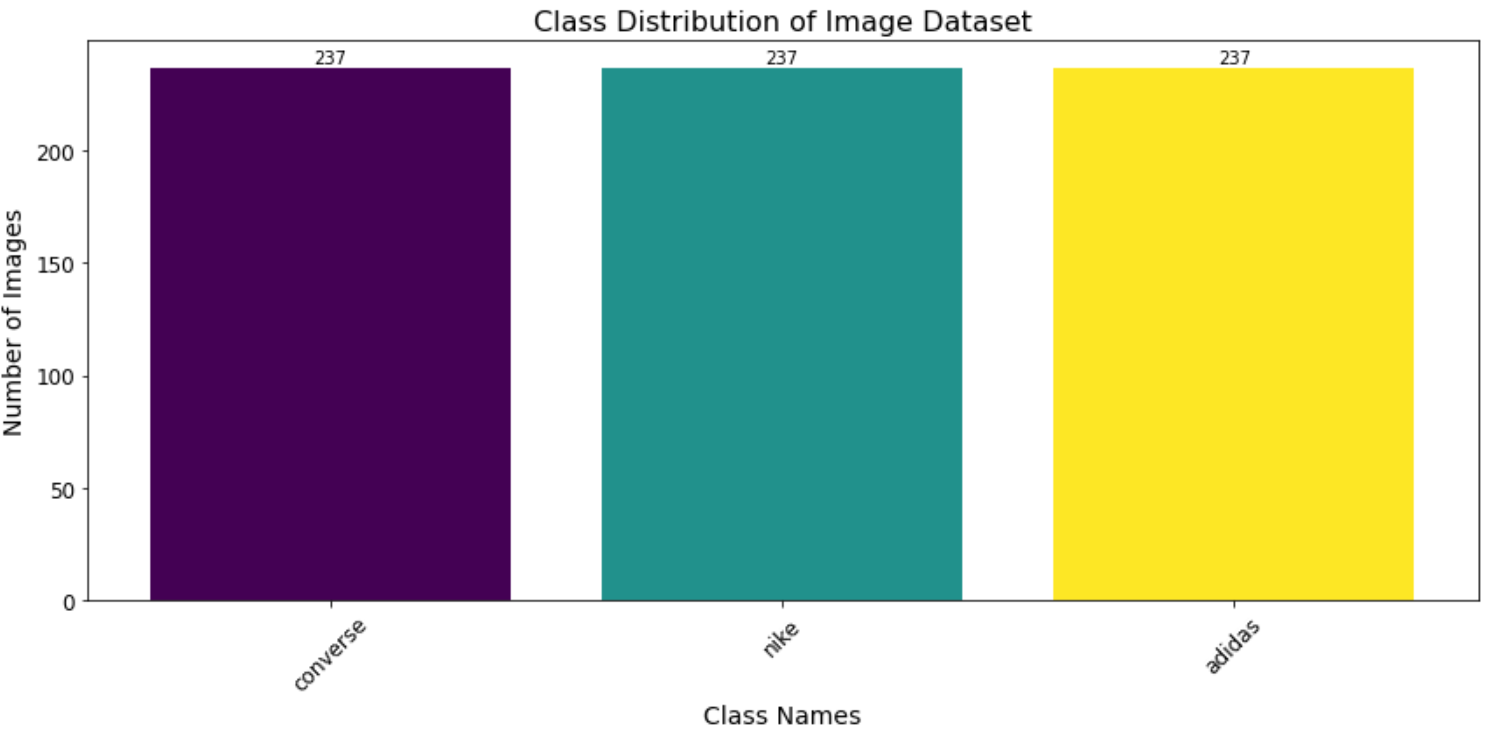 Class Distribution of Image Dataset
237 237 237
Number of Images
200
150
100
50
0
converse nike adidas
Class Names